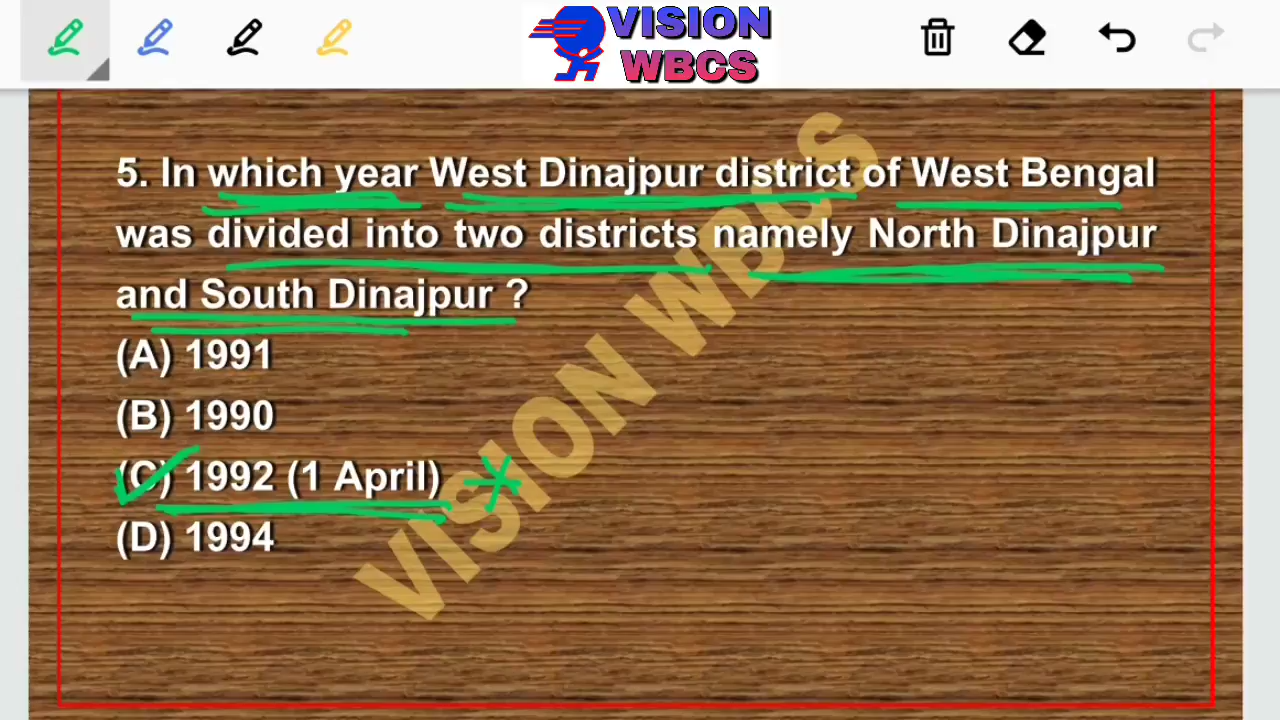 VISION
WBCS
5. In which year West Dinajpur district of West Bengal
was divided into two districts namely North Dinajpur
and South Dinajpur ?
(A) 1991
(B) 1990
(C) 1992 (1 April)
(D) 1994
VISION WBCS